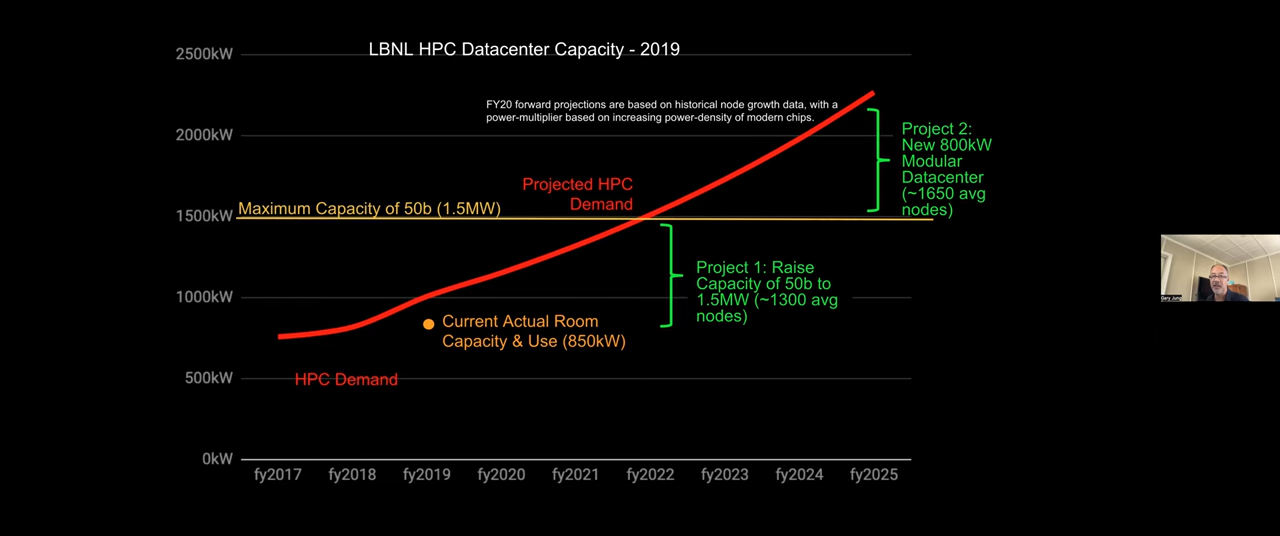 LBNL HPC Datacenter Capacity - 2019
2500kW
FY20 forward projections are based on historical node growth data, with a
power-multiplier based on increasing power-density of modern chips.
2000kW
Project 2:
New 800kW
Modular
Datacenter
(~1650 avg
nodes)
Projected HPC
Demand
Maximum Capacity of 50b (1.5MW)
1500kW
Project 1: Raise
Capacity of 50b to
1.5MW (~1300 avg
nodes)
1000kW
Current Actual Room
Capacity & Use (850kW)
HPC Demand
500kW
0kW
fy2017 fy2018 fy2019 fy2020 fy2021 fy2022 fy2023 fy2024 fy2025
Gary Jung